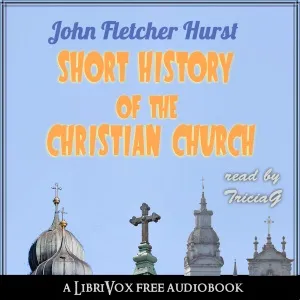 John Fletcher Hurst
SHORT HISTORY
OF THE
CHRISTIAN CHURCH
read by
TriciaG
A LIBRIVOX FREE AUDIOBOOK